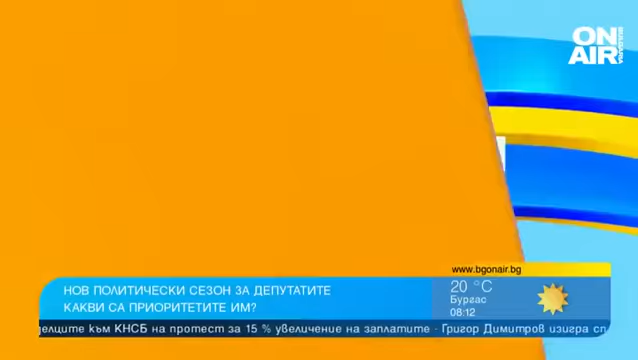 ON
AIR
BULGARIA
www.bgonair.bg
НОВ ПОЛИТИЧЕСКИ СЕЗОН ЗА ДЕПУТАТИТЕ
КАКВИ СА ПРИОРИТЕТИТЕ ИМ?
20 °C
Бургас
08:12
делците към КНСБ на протест за 15 % увеличение на заплатите · Григор Димитров изигра сп